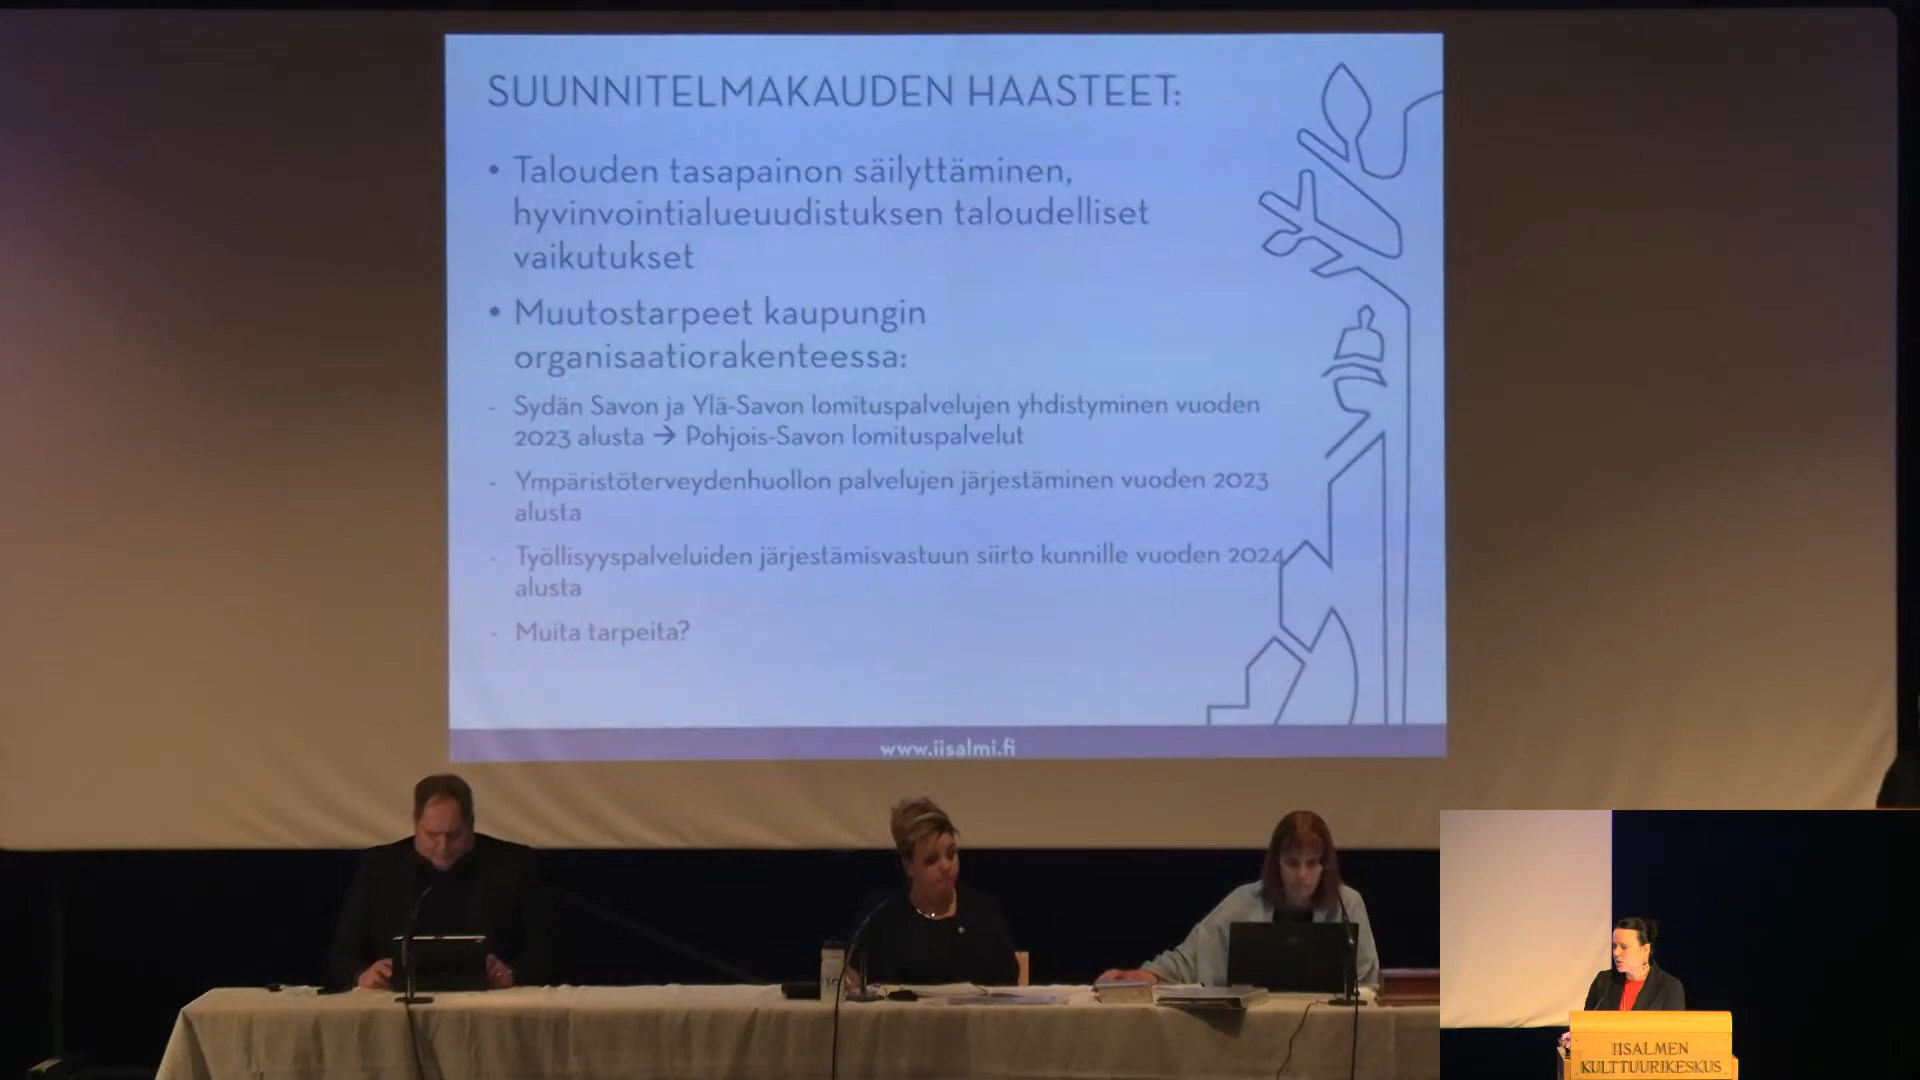 SUUNNITELMAKAUDEN HAASTEET:
• Talouden tasapainon säilyttäminen,
hyvinvointialueuudistuksen taloudelliset
vaikutukset
• Muutostarpeet kaupungin
organisaatiorakenteessa:
- Sydän Savon ja Ylä-Savon lomituspalvelujen yhdistyminen vuoden
2023 alusta → Pohjois-Savon lomituspalvelut
- Ympäristöterveydenhuollon palvelujen järjestäminen vuoden 2023
alusta
- Työllisyyspalveluiden järjestämisvastuun siirto kunnille vuoden 2024
alusta
- Muita tarpeita?
www.iisalmi.fi
IISALMEN
KULTTUURIKESKUS